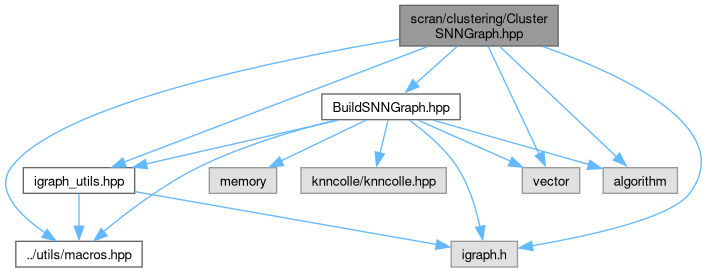 scran/clustering/Cluster
SNNGraph.hpp
BuildSNNGraph.hpp
igraph_utils.hpp
memory
knncolle/knncolle.hpp
vector
algorithm
../utils/macros.hpp
igraph.h